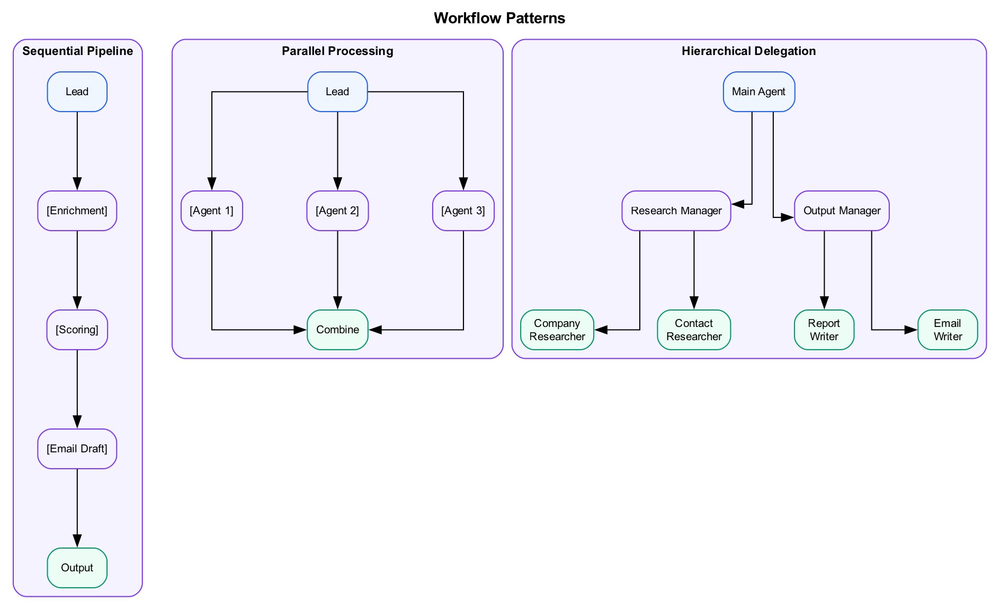 Workflow Patterns
Sequential Pipeline
Lead
[Enrichment]
[Scoring]
[Email Draft]
Output
Parallel Processing
Lead
[Agent 1]
[Agent 2]
[Agent 3]
Combine
Hierarchical Delegation
Main Agent
Research Manager
Output Manager
Company
Researcher
Contact
Researcher
Report
Writer
Email
Writer